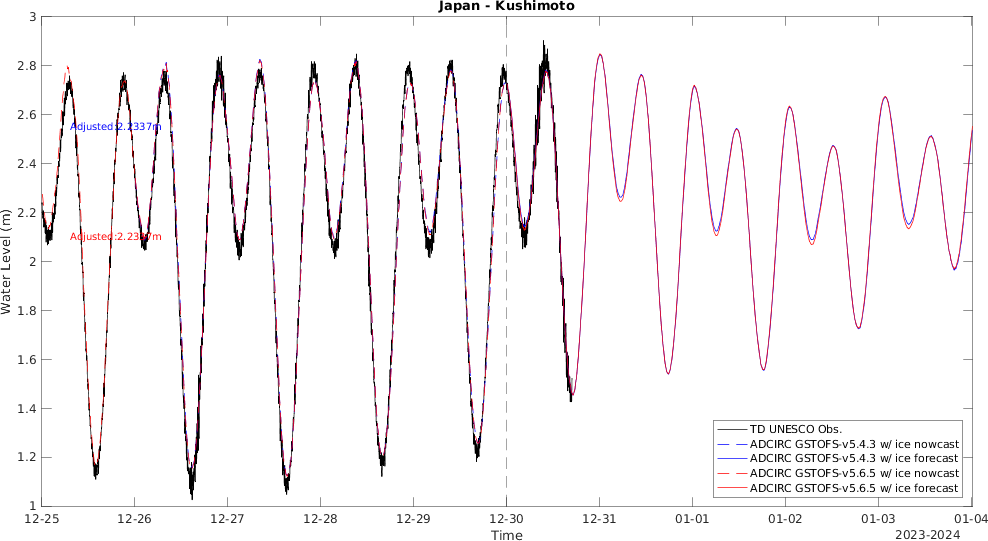 Japan - Kushimoto
3
2.8
2.6
2.4
2.2
2
1.8
1.6
1.4
1.2
1
Water Level (m)
Adjusted:2.2337m
Adjusted:2.2337m
TD UNESCO Obs.
ADCIRC GSTOFS-v5.4.3 w/ ice nowcast
ADCIRC GSTOFS-v5.4.3 w/ ice forecast
ADCIRC GSTOFS-v5.6.5 w/ ice nowcast
ADCIRC GSTOFS-v5.6.5 w/ ice forecast
12-25 12-26 12-27 12-28 12-29 12-30 12-31 01-01 01-02 01-03 01-04
Time
2023-2024